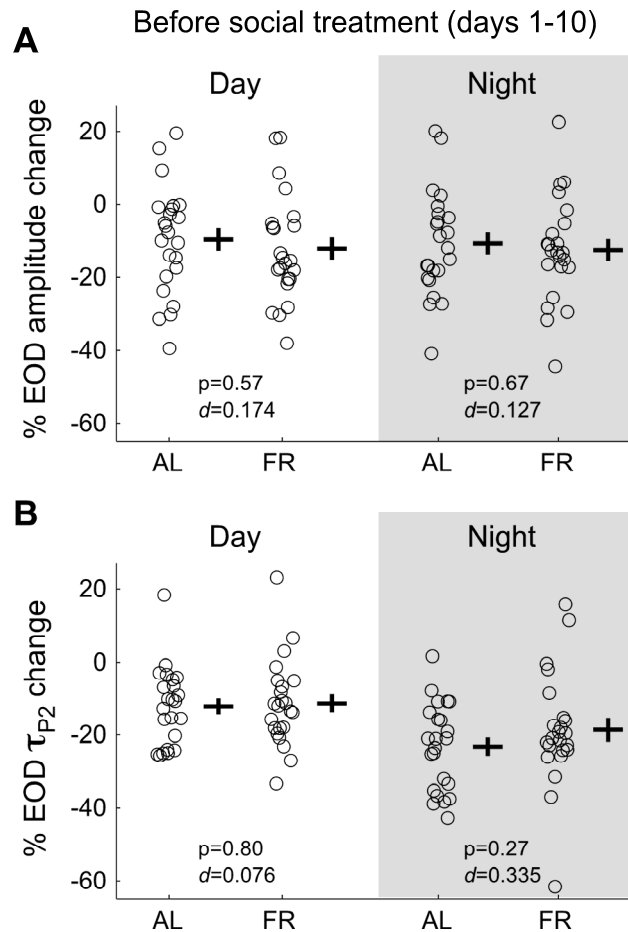 Before social treatment (days 1-10)
A
Day Night
% EOD amplitude change
20
0
-20
-40
-60
p=0.57 p=0.67
d=0.174 d=0.127
AL FR AL FR
B
Day Night
% EOD τP2 change
20
0
-20
-40
-60
p=0.80 p=0.27
d=0.076 d=0.335
AL FR AL FR